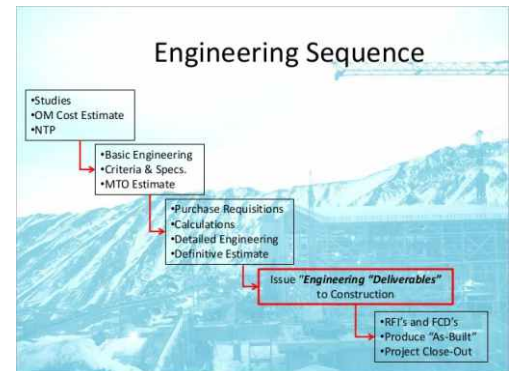 Engineering Sequence
•Studies
•OM Cost Estimate
•NTP
•Basic Engineering
•Criteria & Specs.
•MTO Estimate
•Purchase Requisitions
•Calculations
•Detailed Engineering
•Definitive Estimate
Issue "Engineering "Deliverables"
to Construction
•RFI's and FCD's
•Produce "As-Built"
•Project Close-Out